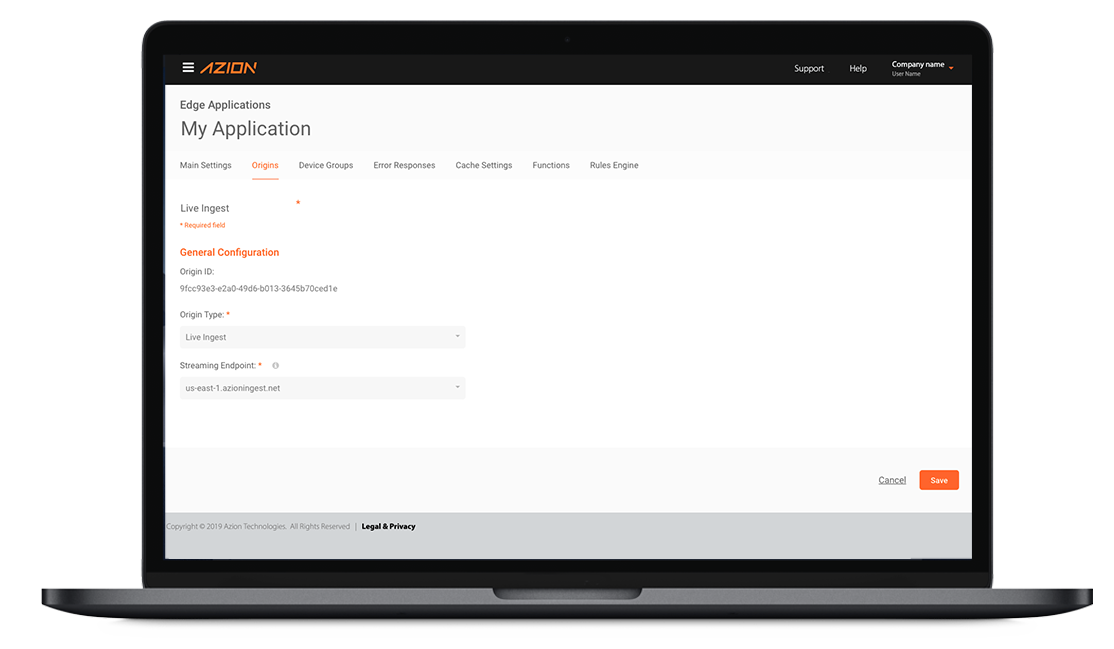 AZION
Support
Help
Company name
User Name
Edge Applications
My Application
Main Settings
Origins
Device Groups
Error Responses
Cache Settings
Functions
Rules Engine
Live Ingest *
* Required field
General Configuration
Origin ID:
9fcc93e3-e2a0-49d6-b013-3645b70ced1e
Origin Type: *
Live Ingest
Streaming Endpoint: *
us-east-1.azioningest.net
Cancel
Save
Copyright © 2019 Azion Technologies. All Rights Reserved | Legal & Privacy